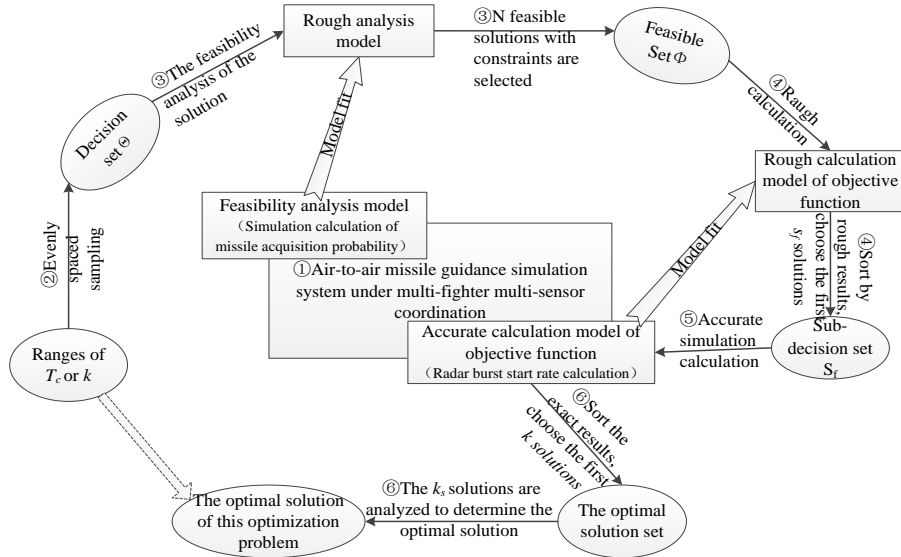 Rough analysis
model
③N feasible
solutions with
constraints are
selected
Feasible
Set Φ
③The feasibility
analysis of the
solution
Decision
set Θ
④Raugh
calculation
Model fit
Rough calculation
model of objective
function
Feasibility analysis model
（Simulation calculation of
missile acquisition probability）
②Evenly
spaced
sampling
①Air-to-air missile guidance simulation
system under multi-fighter multi-sensor
coordination
Model fit
④Sort by
rough results,
choose the first
sf solutions
Accurate calculation model of
objective function
（Radar burst start rate calculation）
⑤Accurate
simulation
calculation
Sub-
decision set
Sf
Ranges of
Tc or k
⑥Sort the
exact results,
choose the first
k solutions
The optimal solution
of this optimization
problem
⑥The ks solutions are
analyzed to determine the
optimal solution
The optimal
solution set